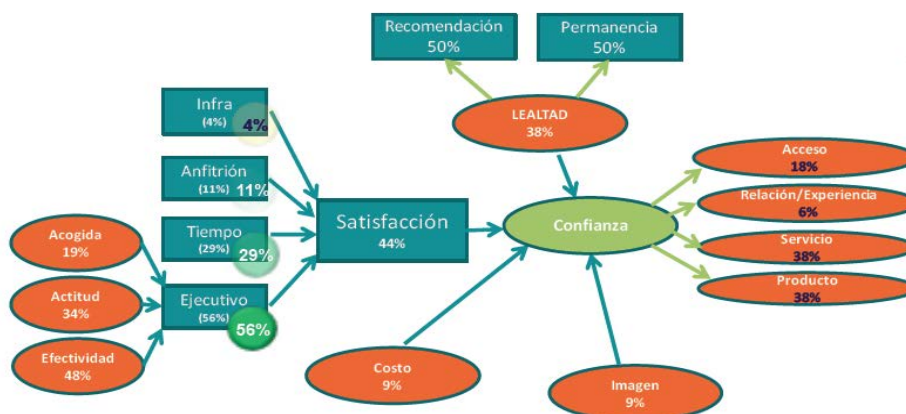 Recomendación
50%
Permanencia
50%
LEALTAD
38%
Infra
(4%)
4%
Anfitrión
(11%)
11%
Tiempo
(29%)
29%
Ejecutivo
(56%)
56%
Acogida
19%
Actitud
34%
Efectividad
48%
Satisfacción
44%
Confianza
Acceso
18%
Relación/Experiencia
6%
Servicio
38%
Producto
38%
Costo
9%
Imagen
9%